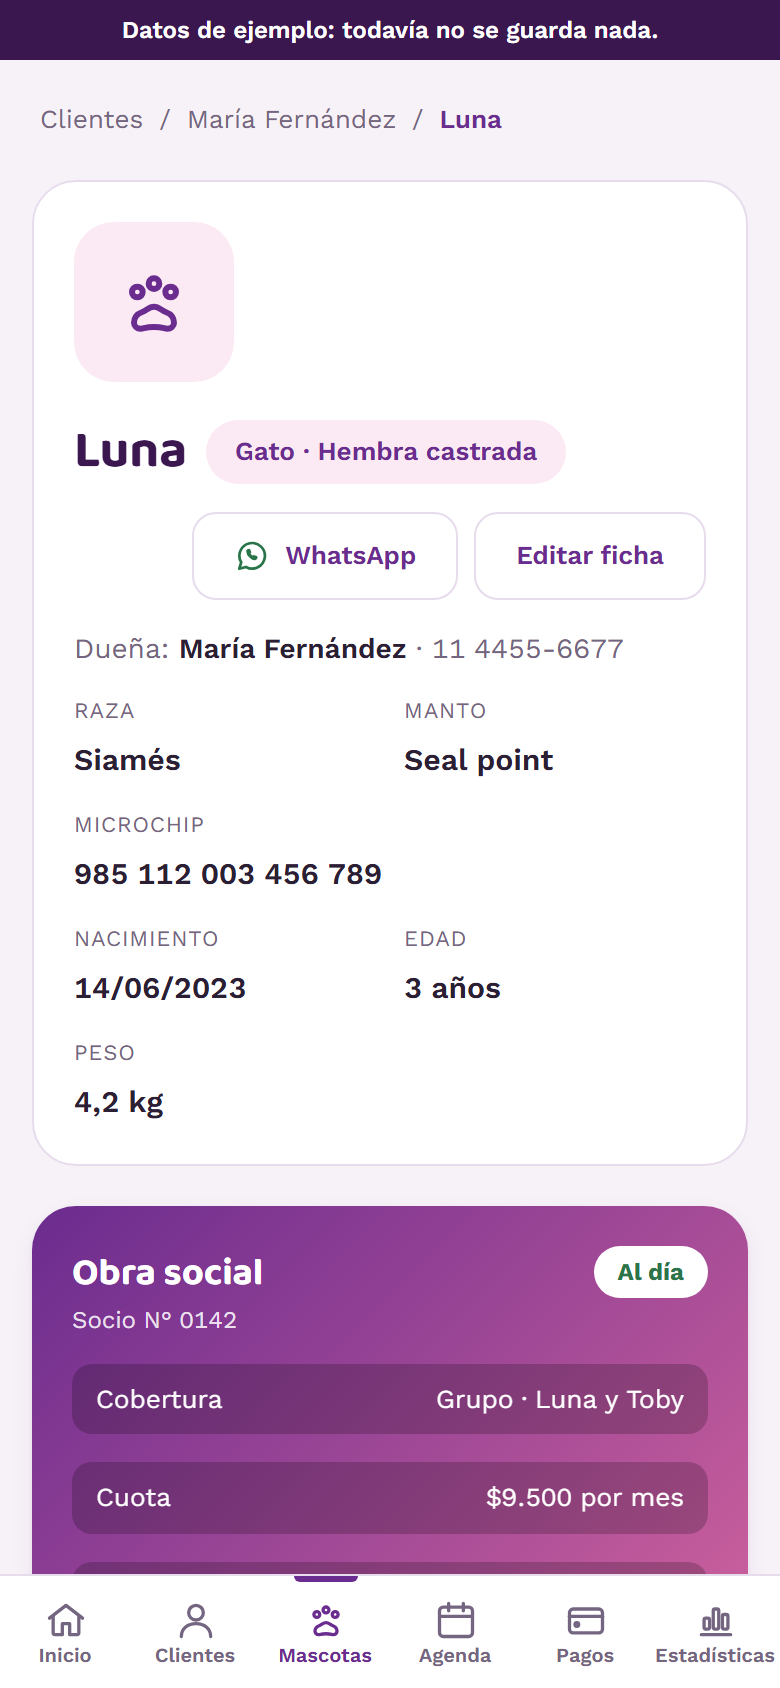 Datos de ejemplo: todavía no se guarda nada.
Clientes / María Fernández / Luna
Luna
Gato · Hembra castrada
WhatsApp
Editar ficha
Dueña: María Fernández · 11 4455-6677
RAZA
Siamés
MANTO
Seal point
MICROCHIP
985 112 003 456 789
NACIMIENTO
14/06/2023
EDAD
3 años
PESO
4,2 kg
Obra social
Al día
Socio N° 0142
Cobertura
Grupo · Luna y Toby
Cuota
$9.500 por mes
Inicio
Clientes
Mascotas
Agenda
Pagos
Estadísticas